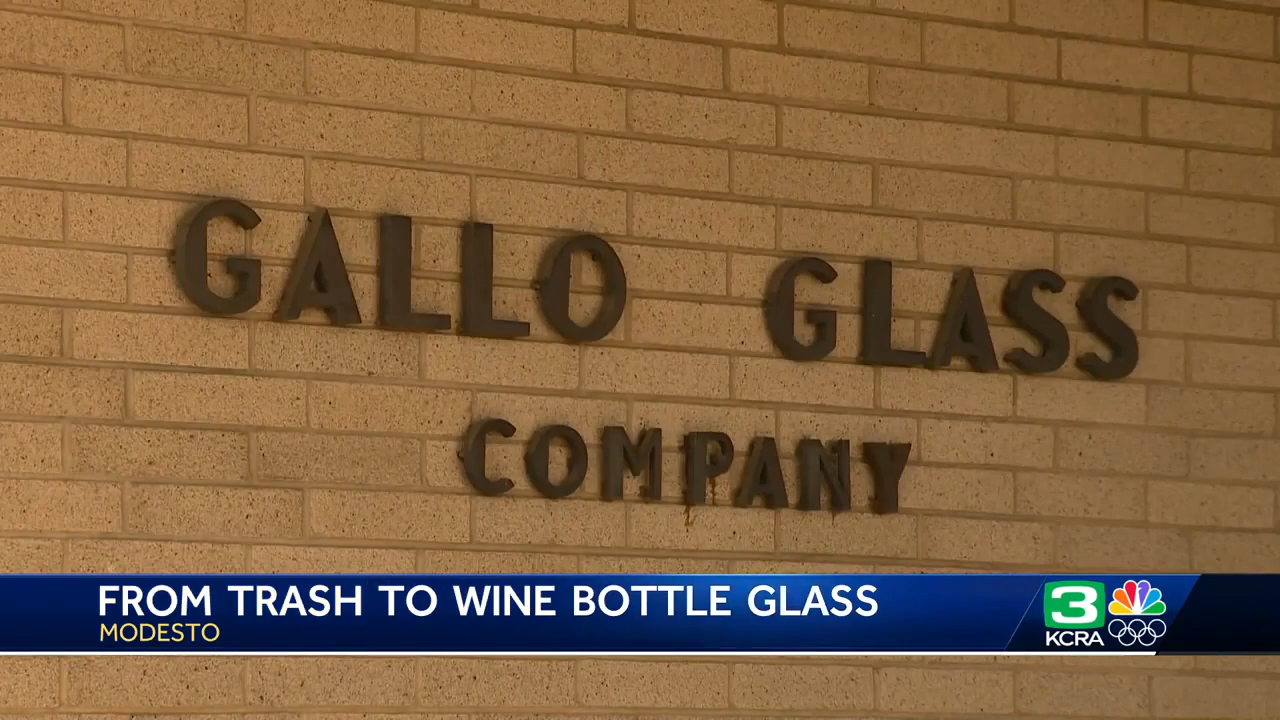 GALLO GLASS
COMPANY
FROM TRASH TO WINE BOTTLE GLASS
MODESTO
3
KCRA